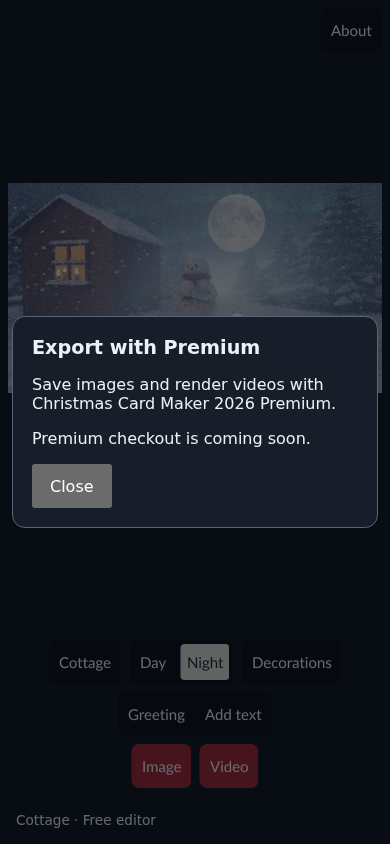 About
Export with Premium
Save images and render videos with
Christmas Card Maker 2026 Premium.
Premium checkout is coming soon.
Close
Cottage Day Night Decorations
Greeting Add text
Image Video
Cottage · Free editor